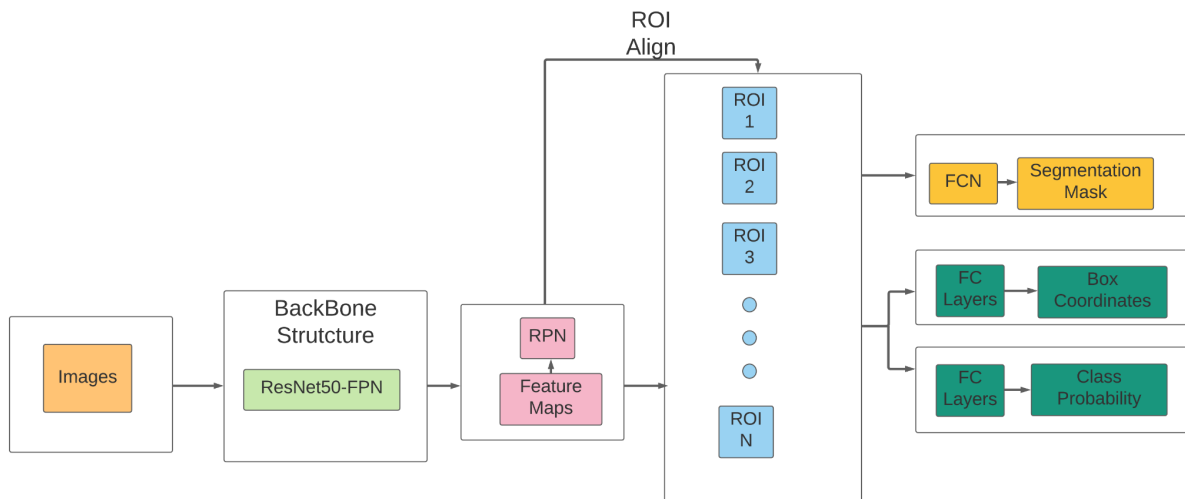 ROI
Align
Images
BackBone
Strutcture
ResNet50-FPN
RPN
Feature
Maps
ROI
1
ROI
2
ROI
3
ROI
N
FCN
Segmentation
Mask
FC
Layers
Box
Coordinates
FC
Layers
Class
Probability